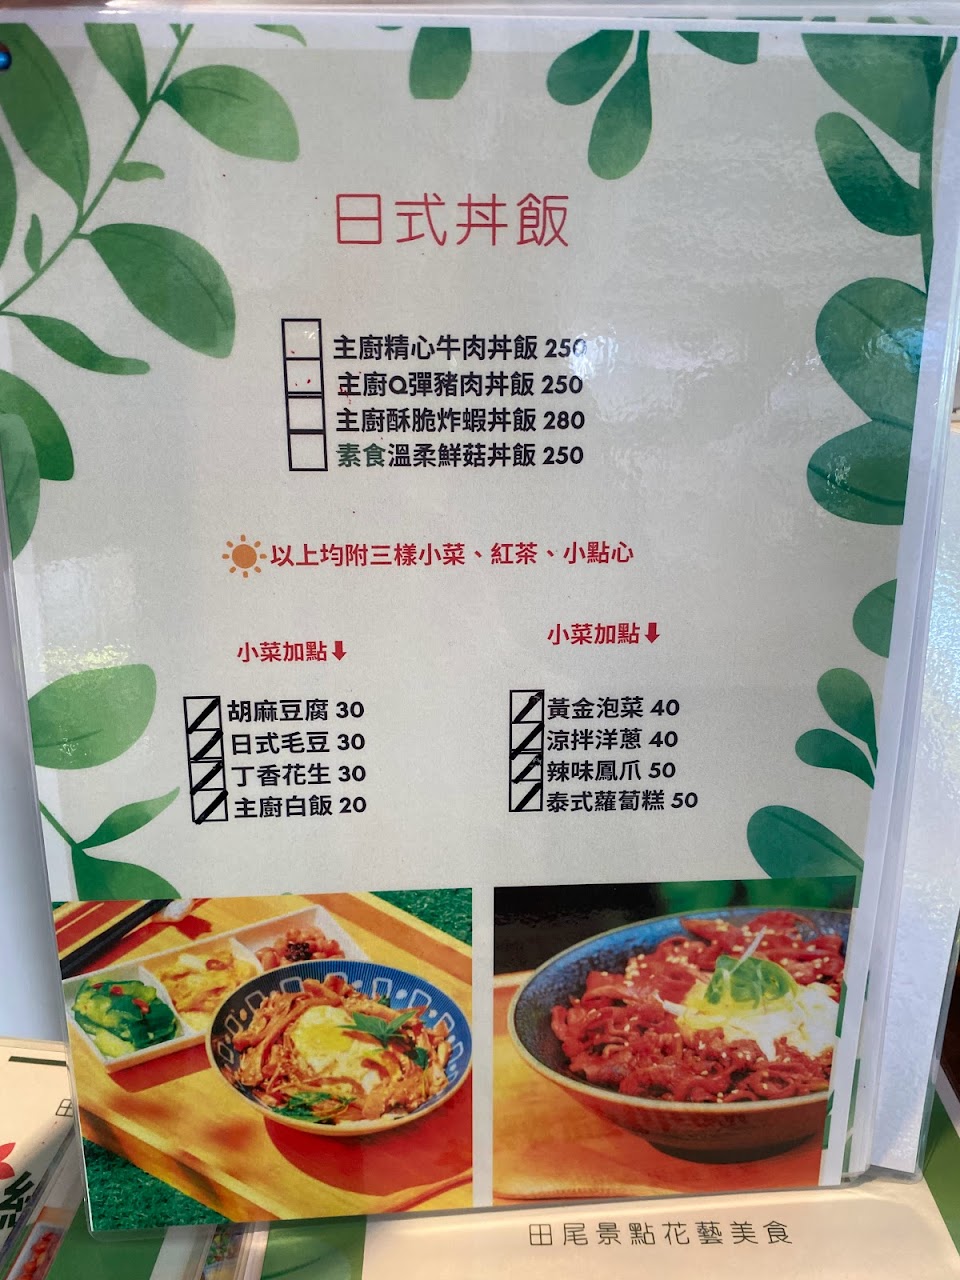 日式丼飯
主廚精心牛肉丼飯 250
主廚Q彈豬肉丼飯 250
主廚酥脆炸蝦丼飯 280
素食溫柔鮮菇丼飯 250
以上均附三樣小菜、紅茶、小點心
小菜加點⬇
胡麻豆腐 30
日式毛豆 30
丁香花生 30
主廚白飯 20
小菜加點⬇
黃金泡菜 40
涼拌洋蔥 40
辣味鳳爪 50
泰式蘿蔔糕 50
田尾景點花藝美食